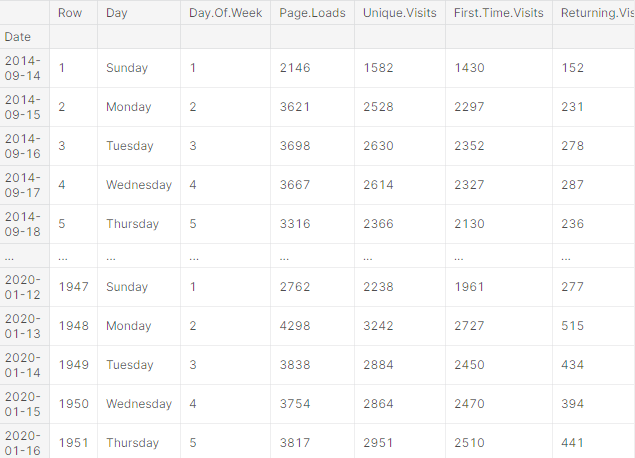 Row Day Day.Of.Week Page.Loads Unique.Visits First.Time.Visits Returning.Vis
Date
2014-
09-14 1 Sunday 1 2146 1582 1430 152
2014-
09-15 2 Monday 2 3621 2528 2297 231
2014-
09-16 3 Tuesday 3 3698 2630 2352 278
2014-
09-17 4 Wednesday 4 3667 2614 2327 287
2014-
09-18 5 Thursday 5 3316 2366 2130 236
... ... ... ... ... ... ... ...
2020-
01-12 1947 Sunday 1 2762 2238 1961 277
2020-
01-13 1948 Monday 2 4298 3242 2727 515
2020-
01-14 1949 Tuesday 3 3838 2884 2450 434
2020-
01-15 1950 Wednesday 4 3754 2864 2470 394
2020-
01-16 1951 Thursday 5 3817 2951 2510 441